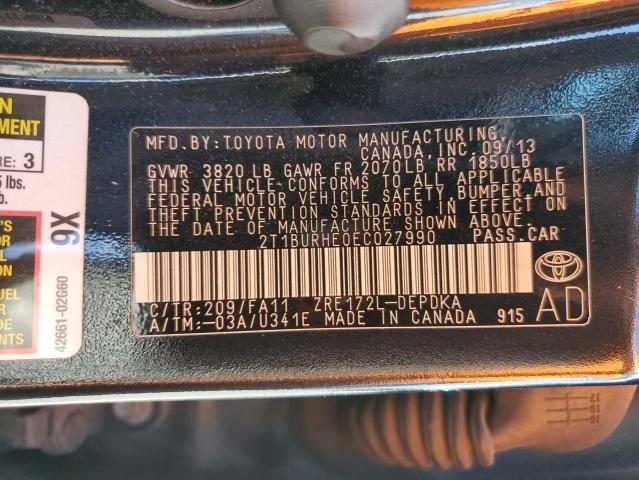 MFD.BY:TOYOTA MOTOR MANUFACTURING
CANADA, INC. 09/13
GVWR 3820 LB GAWR FR 2070LB RR 1850LB
THIS VEHICLE CONFORMS TO ALL APPLICABLE
FEDERAL MOTOR VEHICLE SAFETY BUMPER AND
THEFT PREVENTION STANDARDS IN EFFECT ON
THE DATE OF MANUFACTURE SHOWN ABOVE.
2T1BURHE0EC027990 PASS.CAR
C/TR:209/FA11 ZRE172L-DEPDKA
A/TM:-03A/U341E MADE IN CANADA 915
AD
RE: 3
lbs.
9X
42661-02660